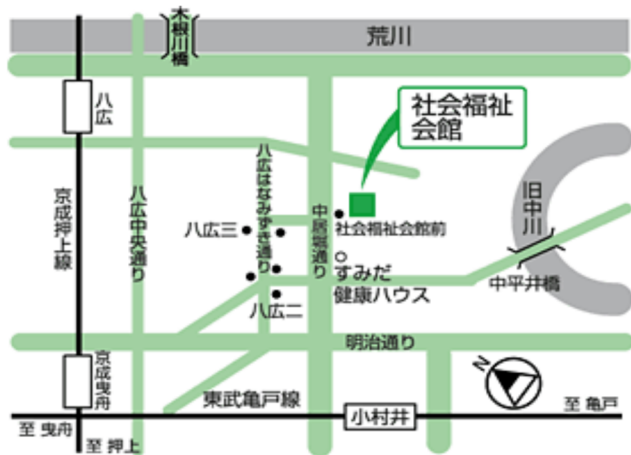 木根川橋
荒川
八広
社会福祉
会館
京成押上線
八広中央通り
八広はなみずき通り
中居堀通り
旧中川
八広三
社会福祉会館前
すみだ
健康ハウス
中平井橋
八広二
明治通り
京成曳舟
N
東武亀戸線
小村井
至 亀戸
至 曳舟
至 押上